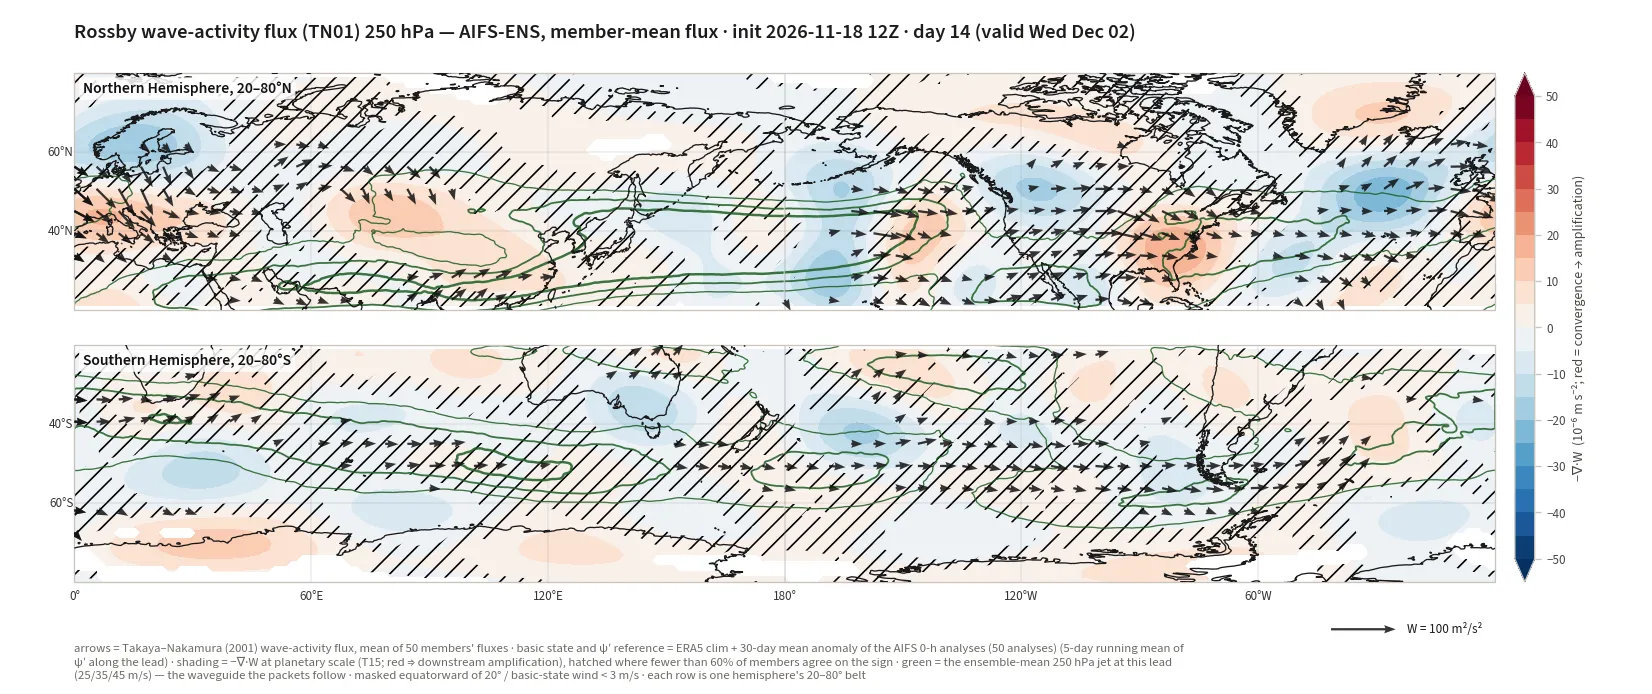 Rossby wave-activity flux (TN01) 250 hPa — AIFS-ENS, member-mean flux · init 2026-11-18 12Z · day 14 (valid Wed Dec 02)
Northern Hemisphere, 20–80°N
60°N
40°N
Southern Hemisphere, 20–80°S
40°S
60°S
0°
60°E
120°E
180°
120°W
60°W
50
40
30
20
10
0
−10
−20
−30
−40
−50
−∇·W (10⁻⁶ m s⁻²; red = convergence → amplification)
W = 100 m²/s²
arrows = Takaya–Nakamura (2001) wave-activity flux, mean of 50 members' fluxes · basic state and ψ' reference = ERA5 clim + 30-day mean anomaly of the AIFS 0-h analyses (50 analyses) (5-day running mean of
ψ' along the lead) · shading = −∇·W at planetary scale (T15; red ⇒ downstream amplification), hatched where fewer than 60% of members agree on the sign · green = the ensemble-mean 250 hPa jet at this lead
(25/35/45 m/s) — the waveguide the packets follow · masked equatorward of 20° / basic-state wind < 3 m/s · each row is one hemisphere's 20–80° belt